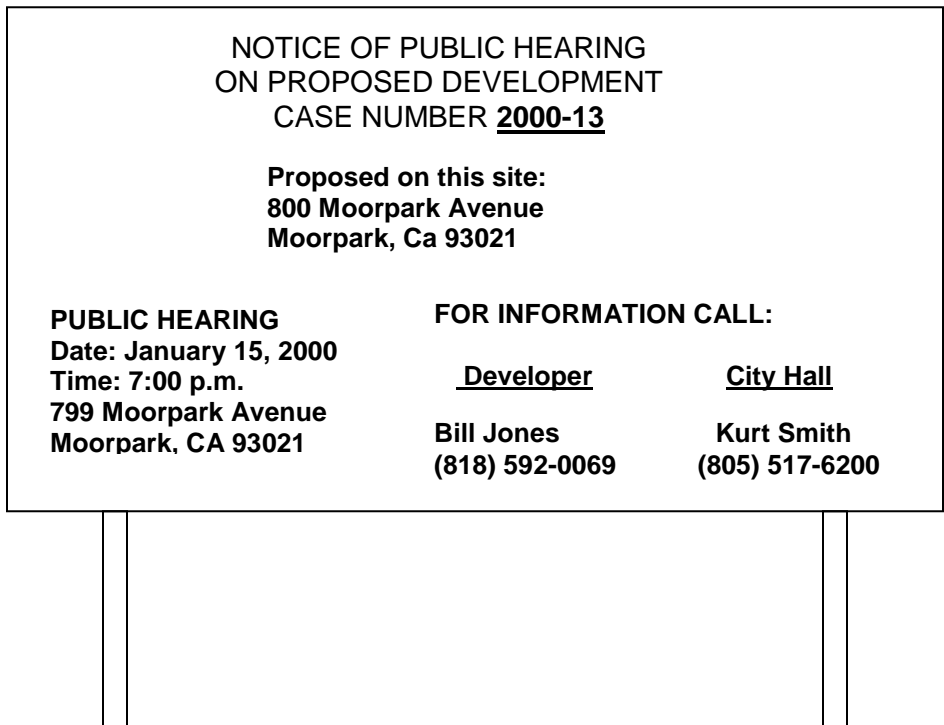 NOTICE OF PUBLIC HEARING
ON PROPOSED DEVELOPMENT
CASE NUMBER 2000-13
Proposed on this site:
800 Moorpark Avenue
Moorpark, Ca 93021
PUBLIC HEARING
Date: January 15, 2000
Time: 7:00 p.m.
799 Moorpark Avenue
Moorpark, CA 93021
FOR INFORMATION CALL:
Developer City Hall
Bill Jones Kurt Smith
(818) 592-0069 (805) 517-6200